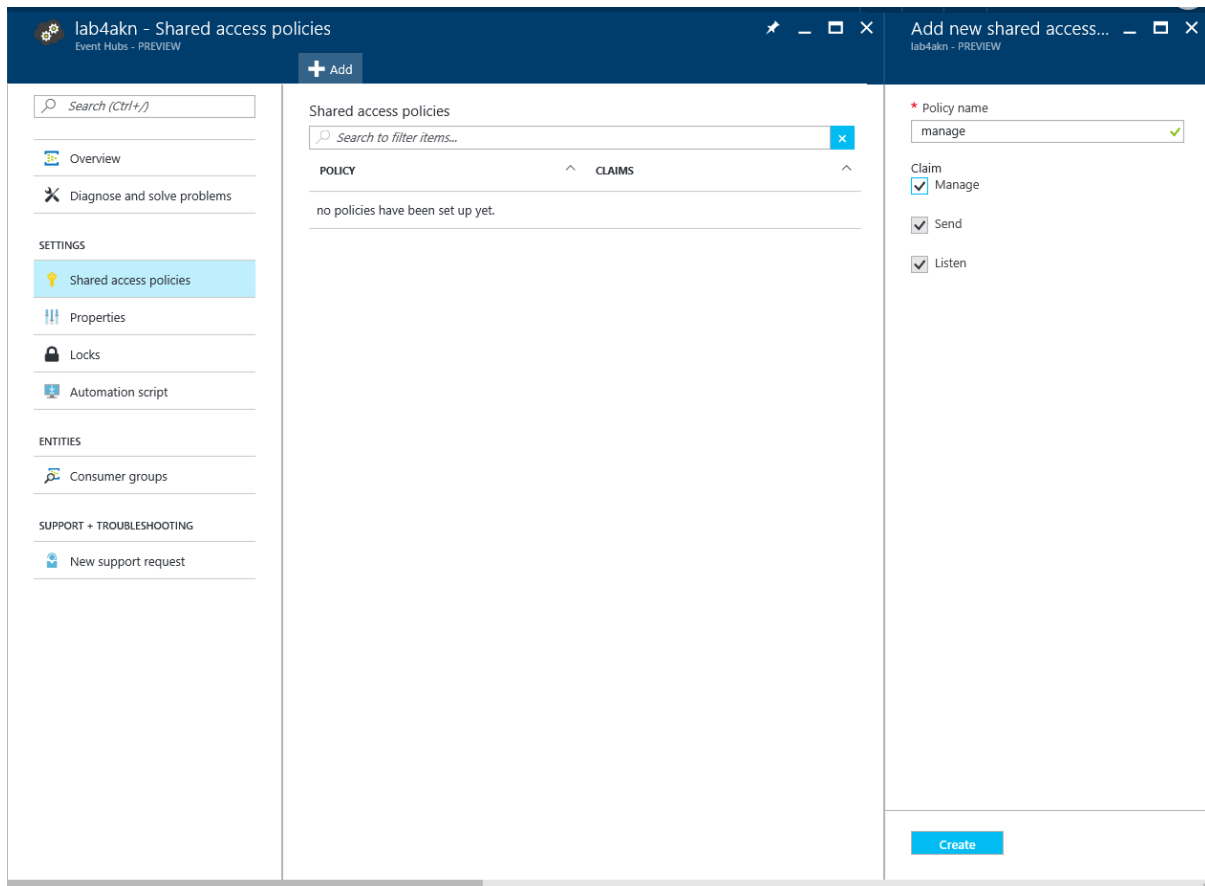 lab4akn - Shared access policies
Event Hubs - PREVIEW
Add
Search (Ctrl+/)
Overview
Diagnose and solve problems
SETTINGS
Shared access policies
Properties
Locks
Automation script
ENTITIES
Consumer groups
SUPPORT + TROUBLESHOOTING
New support request
Shared access policies
Search to filter items...
POLICY CLAIMS
no policies have been set up yet.
Add new shared access...
lab4akn - PREVIEW
* Policy name
manage
Claim
Manage
Send
Listen
Create